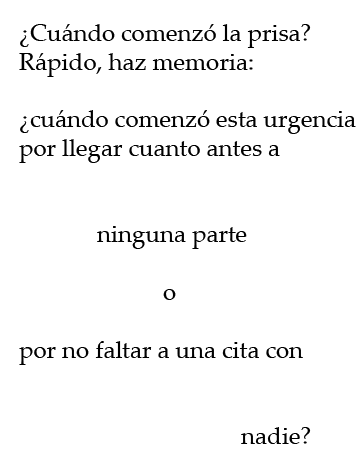 ¿Cuándo comenzó la prisa?
Rápido, haz memoria:
¿cuándo comenzó esta urgencia
por llegar cuanto antes a
ninguna parte
o
por no faltar a una cita con
nadie?